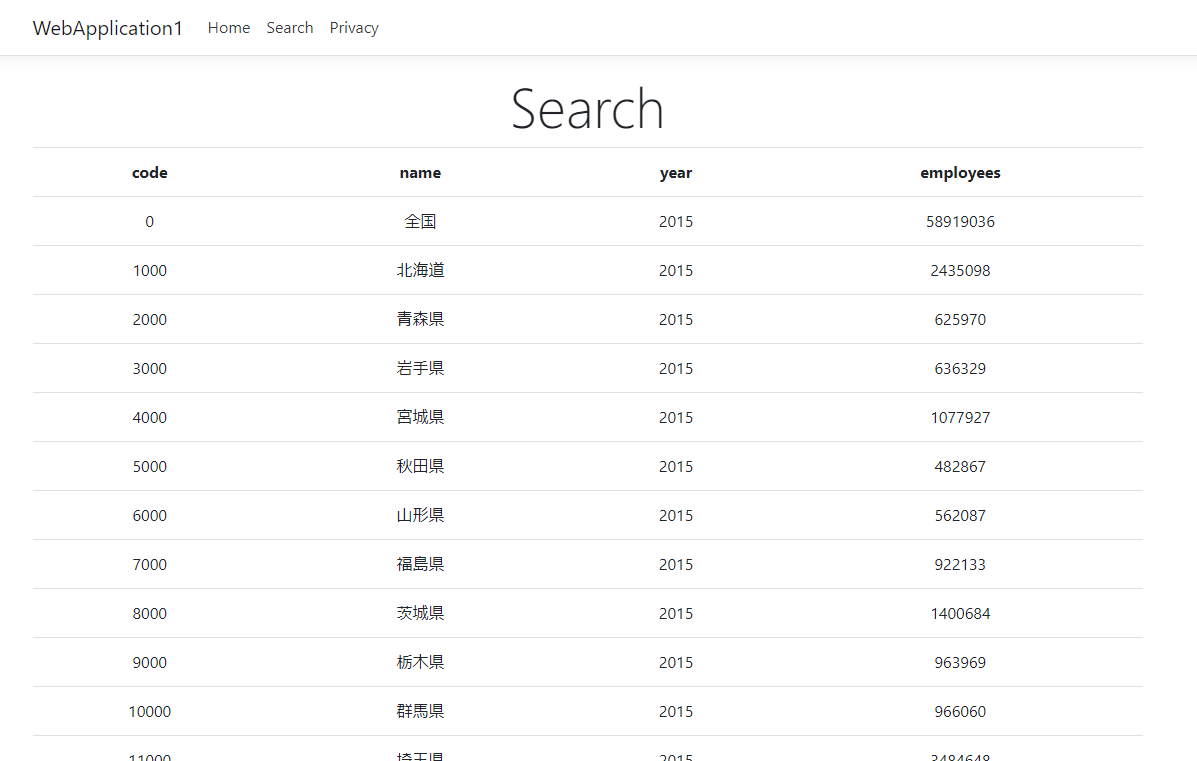 WebApplication1 Home Search Privacy
Search
code name year employees
0 全国 2015 58919036
1000 北海道 2015 2435098
2000 青森県 2015 625970
3000 岩手県 2015 636329
4000 宮城県 2015 1077927
5000 秋田県 2015 482867
6000 山形県 2015 562087
7000 福島県 2015 922133
8000 茨城県 2015 1400684
9000 栃木県 2015 963969
10000 群馬県 2015 966060
11000 埼玉県 2015 3484648